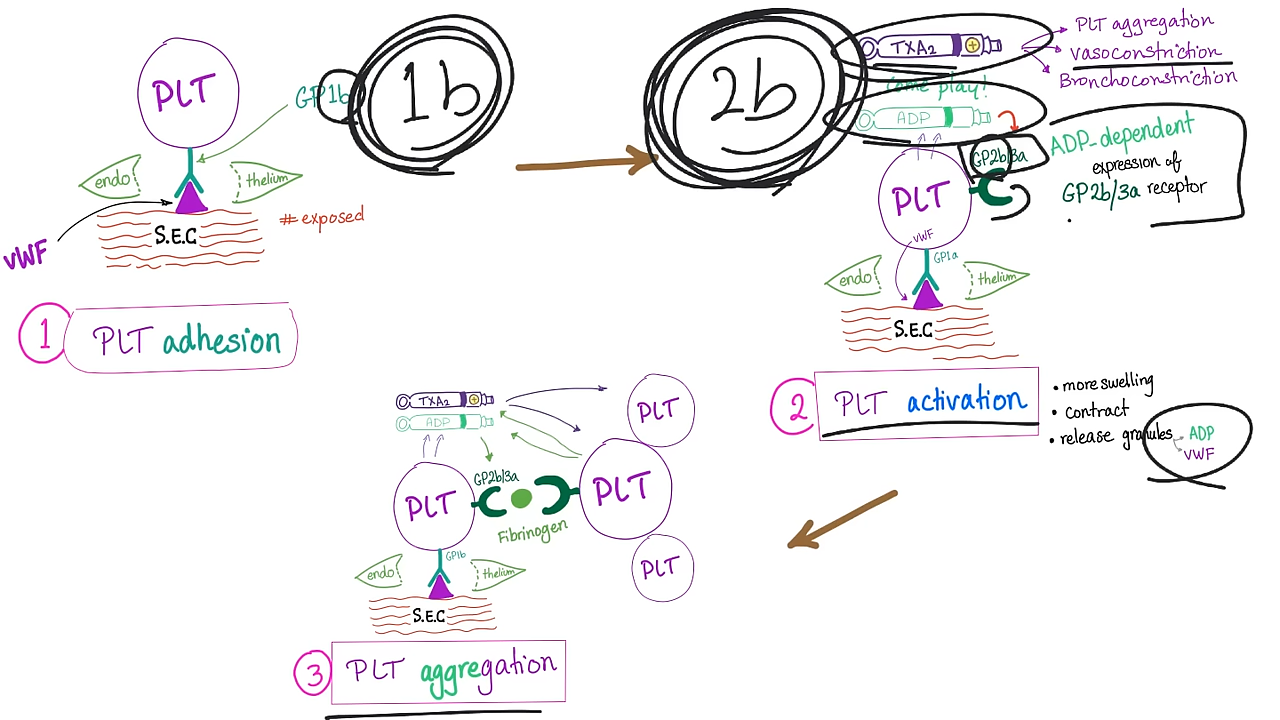 PLT
GP1b
1b
endo
thelium
vWF
S.E.C
# exposed
1
PLT adhesion
2b
TXA2
PLT aggregation
vasoconstriction
Bronchoconstriction
come play!
ADP
GP2b/3a
ADP-dependent
expression of
GP2b/3a receptor
PLT
vWF
GP1a
endo
thelium
S.E.C
2
PLT activation
• more swelling
• contract
• release granules
ADP
vWF
TXA2
ADP
PLT
GP2b/3a
PLT
PLT
Fibrinogen
GP1b
endo
thelium
PLT
S.E.C
3
PLT aggregation